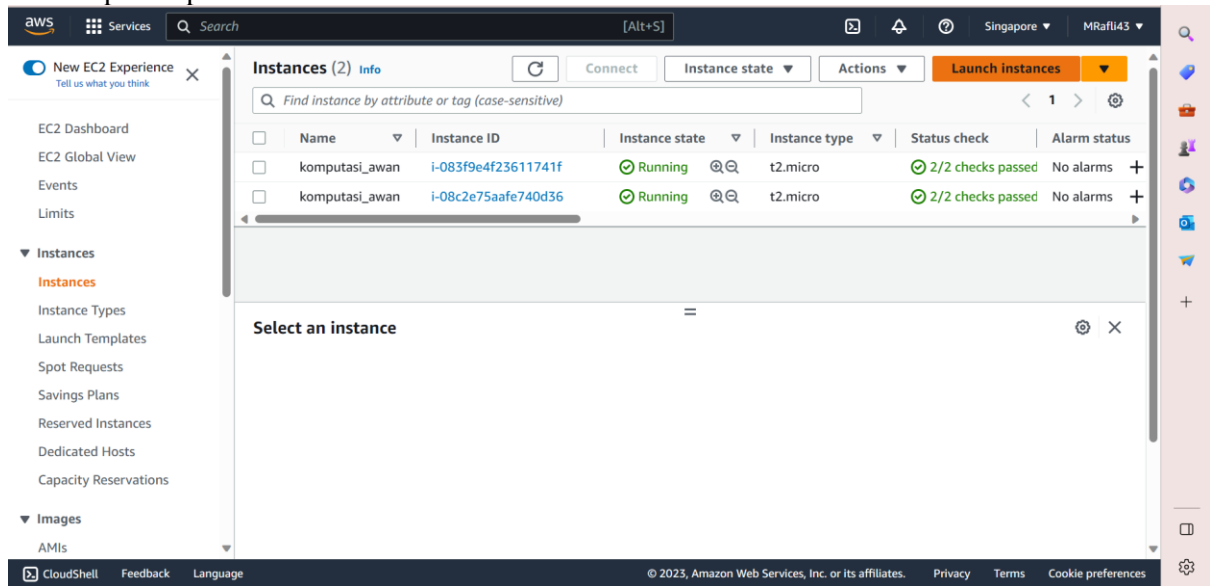 aws Services Search [Alt+S] Singapore MRafli43
New EC2 Experience
Tell us what you think
EC2 Dashboard
EC2 Global View
Events
Limits
Instances
Instances
Instance Types
Launch Templates
Spot Requests
Savings Plans
Reserved Instances
Dedicated Hosts
Capacity Reservations
Images
AMIs
Instances (2) Info Connect Instance state Actions Launch instances
Find instance by attribute or tag (case-sensitive) 1
Name Instance ID Instance state Instance type Status check Alarm status
komputasi_awan i-083f9e4f23611741f Running t2.micro 2/2 checks passed No alarms +
komputasi_awan i-08c2e75aafe740d36 Running t2.micro 2/2 checks passed No alarms +
Select an instance
CloudShell Feedback Language © 2023, Amazon Web Services, Inc. or its affiliates. Privacy Terms Cookie preferences